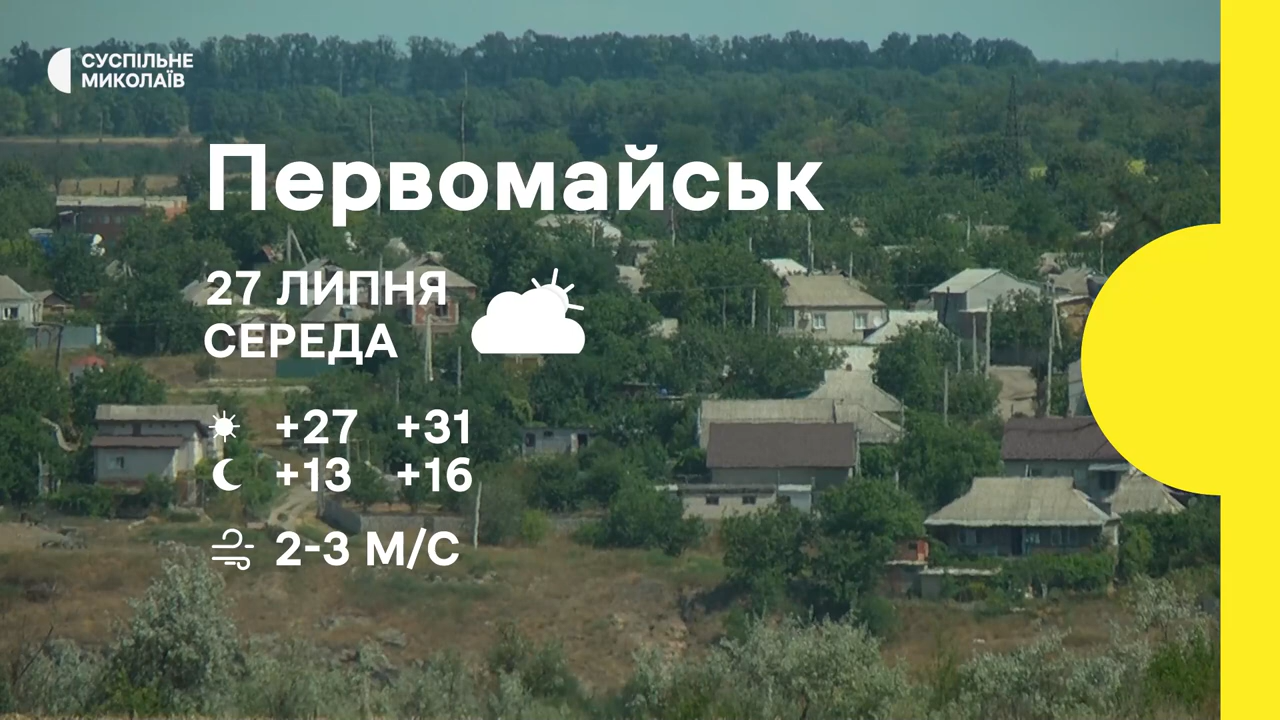 СУСПІЛЬНЕ
МИКОЛАЇВ
Первомайськ
27 ЛИПНЯ
СЕРЕДА
+27 +31
+13 +16
2-3 М/С